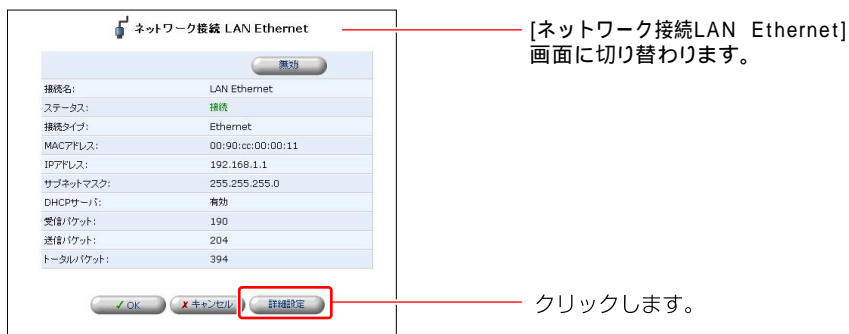 ネットワーク接続 LAN Ethernet
[ネットワーク接続LAN Ethernet]
画面に切り替わります。
無効
接続名: LAN Ethernet
ステータス: 接続
接続タイプ: Ethernet
MACアドレス: 00:90:cc:00:00:11
IPアドレス: 192.168.1.1
サブネットマスク: 255.255.255.0
DHCPサーバ: 有効
受信パケット: 190
送信パケット: 204
トータルパケット: 394
OK キャンセル 詳細設定
クリックします。